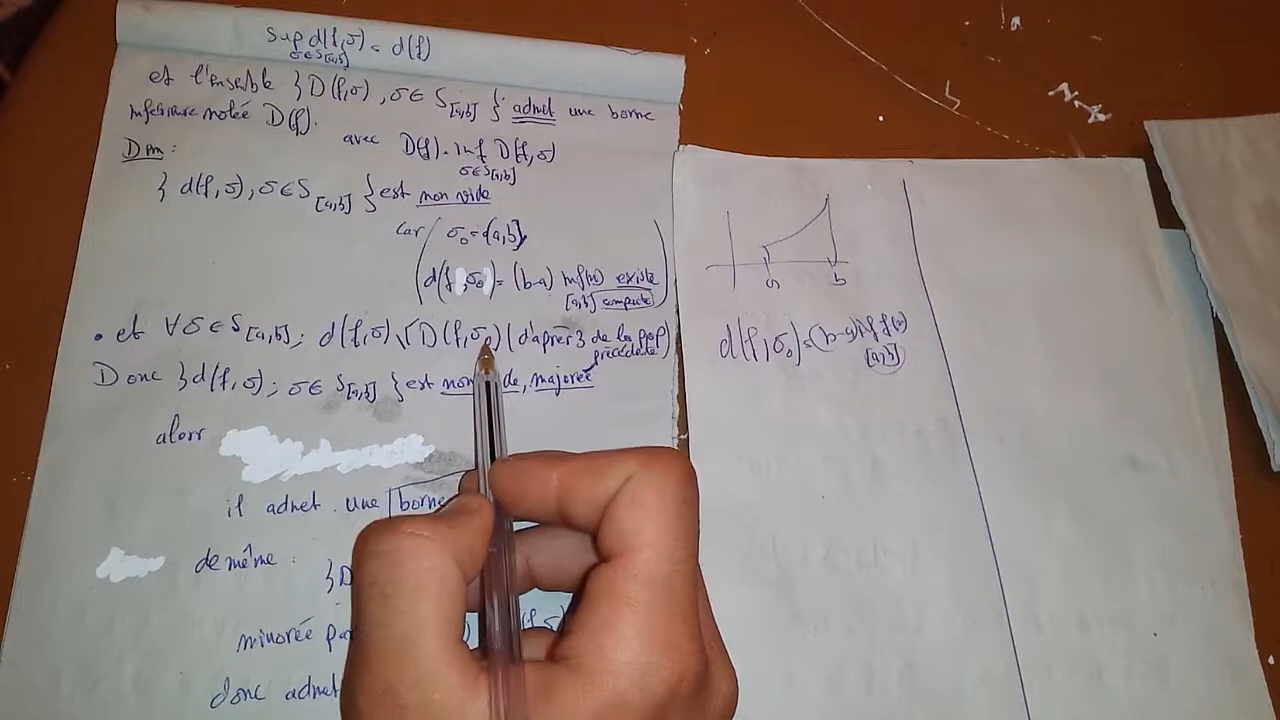 Sup d(f,σ) = d(f)
σ∈S[a,b]
et l'ensemble } D(f,σ), σ∈ S[a,b] } admet une borne
inférieure notée D(f).
avec D(f) = inf D(f,σ)
σ∈S[a,b]
Dm :
} d(f,σ), σ∈S[a,b] } est non vide
car ( σ₀ = {a,b},
( d(f,σ₀) = (b-a) inf(f) existe )
[a,b] compacte
• et ∀σ∈S[a,b]; d(f,σ) ≤ D(f,σ₀) (d'après 3 de la prop
précédente)
Donc } d(f,σ); σ∈ S[a,b] } est non de, majorée
alors
il admet une borne
de même :
} D
minorée par
donc admet
a
b
d(f,σ₀) = (b-a) inf f(x)
[a,b]